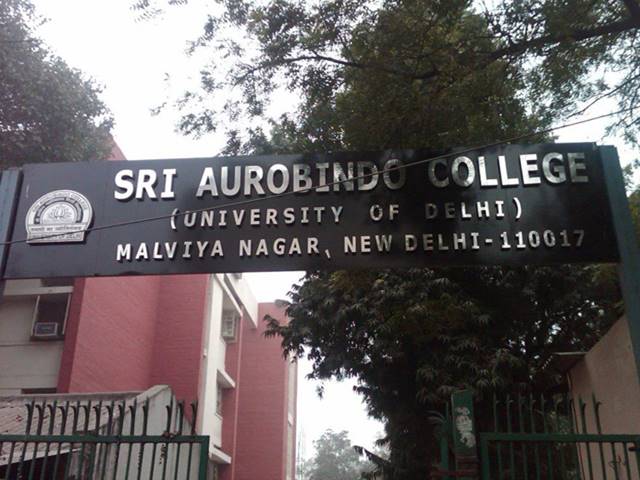 SRI AUROBINDO COLLEGE
(UNIVERSITY OF DELHI)
MALVIYA NAGAR, NEW DELHI-110017